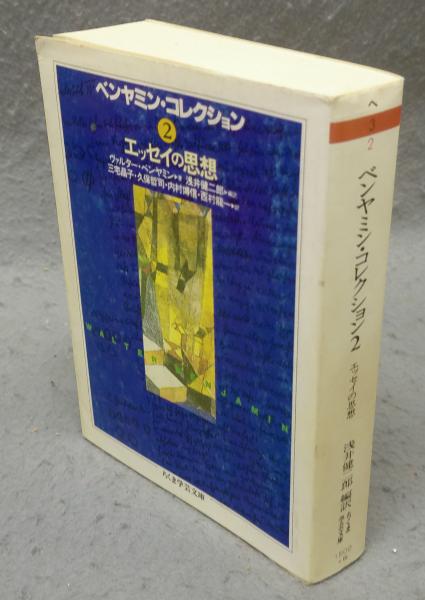 ベンヤミン・コレクション
2
エッセイの思想
ヴァルター・ベンヤミン◆著 浅井健二郎◆編訳
三宅晶子・久保哲司・内村博信・西村龍一◆訳
WALTER BENJAMIN
ちくま学芸文庫
ヘ
3
2
ベンヤミン・コレクション2
エッセイの思想
浅井健二郎 編訳
ちくま
学芸文庫